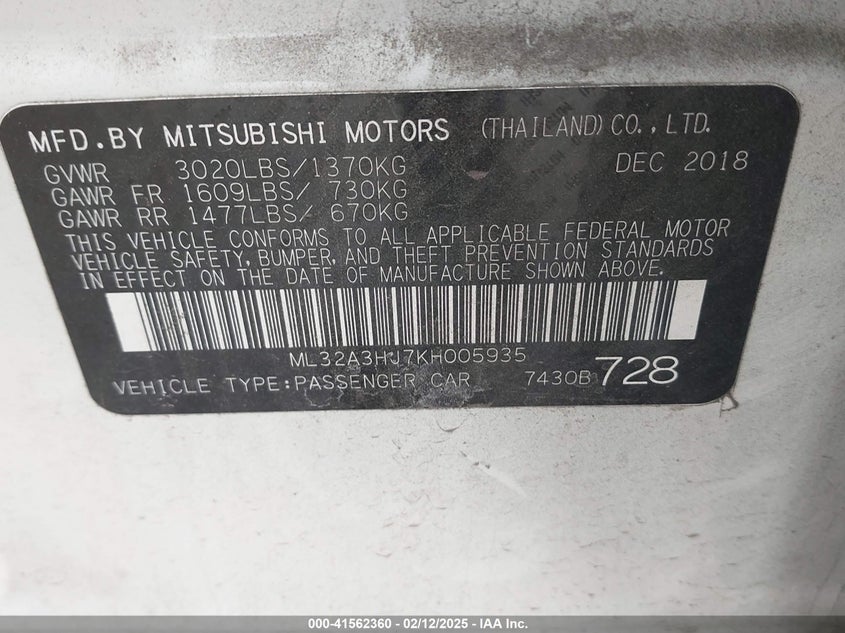 MFD.BY MITSUBISHI MOTORS (THAILAND) CO.,LTD.
GVWR 3020LBS/1370KG DEC 2018
GAWR FR 1609LBS/ 730KG
GAWR RR 1477LBS/ 670KG
THIS VEHICLE CONFORMS TO ALL APPLICABLE FEDERAL MOTOR
VEHICLE SAFETY, BUMPER, AND THEFT PREVENTION STANDARDS
IN EFFECT ON THE DATE OF MANUFACTURE SHOWN ABOVE.
ML32A3HJ7KH005935
VEHICLE TYPE:PASSENGER CAR 7430B 728
000-41562360 - 02/12/2025 - IAA Inc.